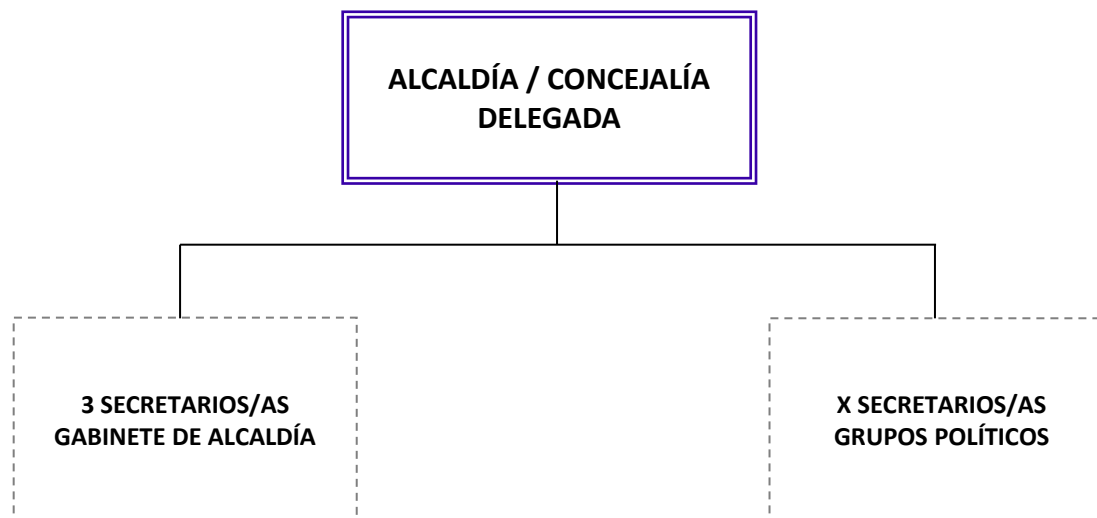 ALCALDÍA / CONCEJALÍA
DELEGADA
3 SECRETARIOS/AS
GABINETE DE ALCALDÍA
X SECRETARIOS/AS
GRUPOS POLÍTICOS